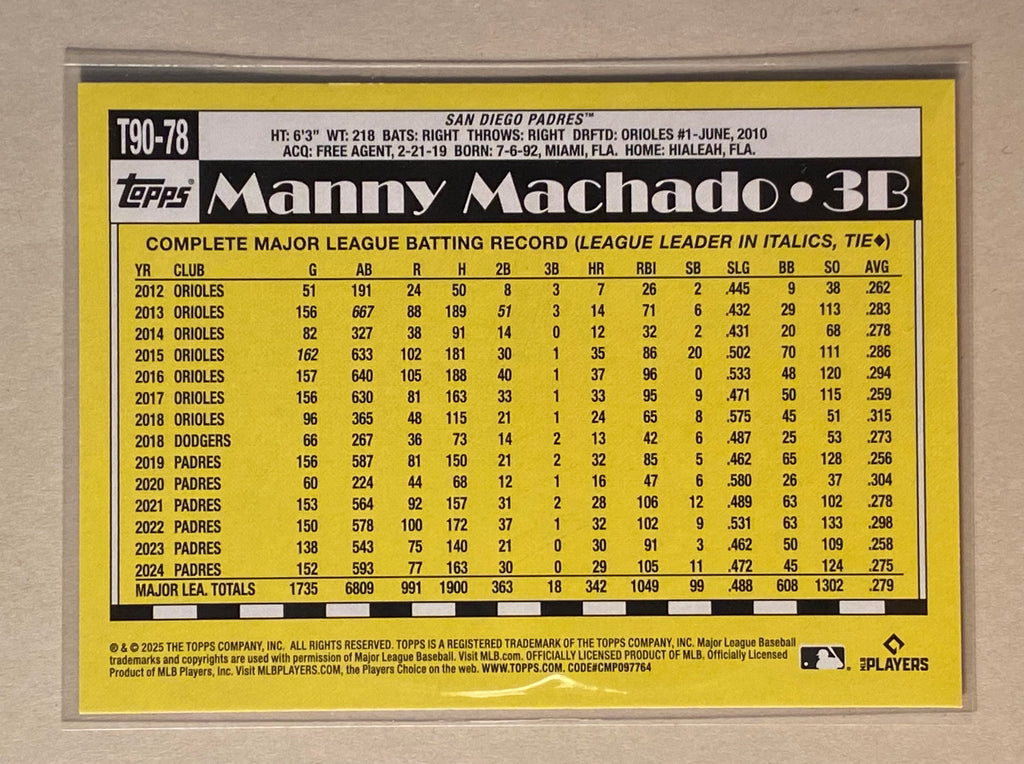 T90-78
SAN DIEGO PADRES™
HT: 6'3" WT: 218 BATS: RIGHT THROWS: RIGHT DRFTD: ORIOLES #1-JUNE, 2010
ACQ: FREE AGENT, 2-21-19 BORN: 7-6-92, MIAMI, FLA. HOME: HIALEAH, FLA.
topps® Manny Machado • 3B
COMPLETE MAJOR LEAGUE BATTING RECORD (LEAGUE LEADER IN ITALICS, TIE◆)
YR CLUB G AB R H 2B 3B HR RBI SB SLG BB SO AVG
2012 ORIOLES 51 191 24 50 8 3 7 26 2 .445 9 38 .262
2013 ORIOLES 156 667 88 189 51 3 14 71 6 .432 29 113 .283
2014 ORIOLES 82 327 38 91 14 0 12 32 2 .431 20 68 .278
2015 ORIOLES 162 633 102 181 30 1 35 86 20 .502 70 111 .286
2016 ORIOLES 157 640 105 188 40 1 37 96 0 .533 48 120 .294
2017 ORIOLES 156 630 81 163 33 1 33 95 9 .471 50 115 .259
2018 ORIOLES 96 365 48 115 21 1 24 65 8 .575 45 51 .315
2018 DODGERS 66 267 36 73 14 2 13 42 6 .487 25 53 .273
2019 PADRES 156 587 81 150 21 2 32 85 5 .462 65 128 .256
2020 PADRES 60 224 44 68 12 1 16 47 6 .580 26 37 .304
2021 PADRES 153 564 92 157 31 2 28 106 12 .489 63 102 .278
2022 PADRES 150 578 100 172 37 1 32 102 9 .531 63 133 .298
2023 PADRES 138 543 75 140 21 0 30 91 3 .462 50 109 .258
2024 PADRES 152 593 77 163 30 0 29 105 11 .472 45 124 .275
MAJOR LEA. TOTALS 1735 6809 991 1900 363 18 342 1049 99 .488 608 1302 .279
® & © 2025 THE TOPPS COMPANY, INC. ALL RIGHTS RESERVED. TOPPS IS A REGISTERED TRADEMARK OF THE TOPPS COMPANY, INC. Major League Baseball
trademarks and copyrights are used with permission of Major League Baseball. Visit MLB.com. OFFICIALLY LICENSED PRODUCT OF MLB. Officially Licensed
Product of MLB Players, Inc. Visit MLBPLAYERS.COM, the Players Choice on the web. WWW.TOPPS.COM. CODE#CMP097764
MLB PLAYERS